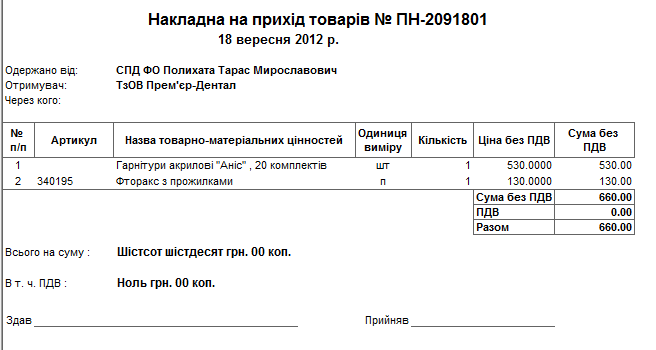 Накладна на прихід товарів № ПН-2091801
18 вересня 2012 р.
Одержано від: СПД ФО Полихата Тарас Мирославович
Отримувач: ТзОВ Прем'єр-Дентал
Через кого:
№ п/п Артикул Назва товарно-матеріальних цінностей Одиниця виміру Кількість Ціна без ПДВ Сума без ПДВ
1 Гарнітури акрилові "Аніс" , 20 комплектів шт 1 530.0000 530.00
2 340195 Фторакс з прожилками п 1 130.0000 130.00
Сума без ПДВ 660.00
ПДВ 0.00
Разом 660.00
Всього на суму : Шістсот шістдесят грн. 00 коп.
В т. ч. ПДВ : Ноль грн. 00 коп.
Здав Прийняв